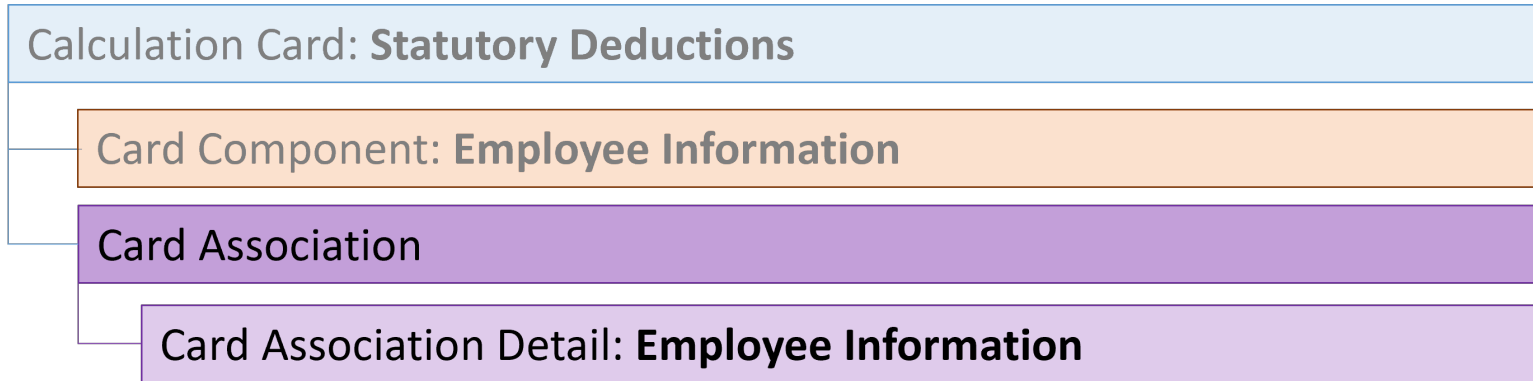 Calculation Card: Statutory Deductions
Card Component: Employee Information
Card Association
Card Association Detail: Employee Information